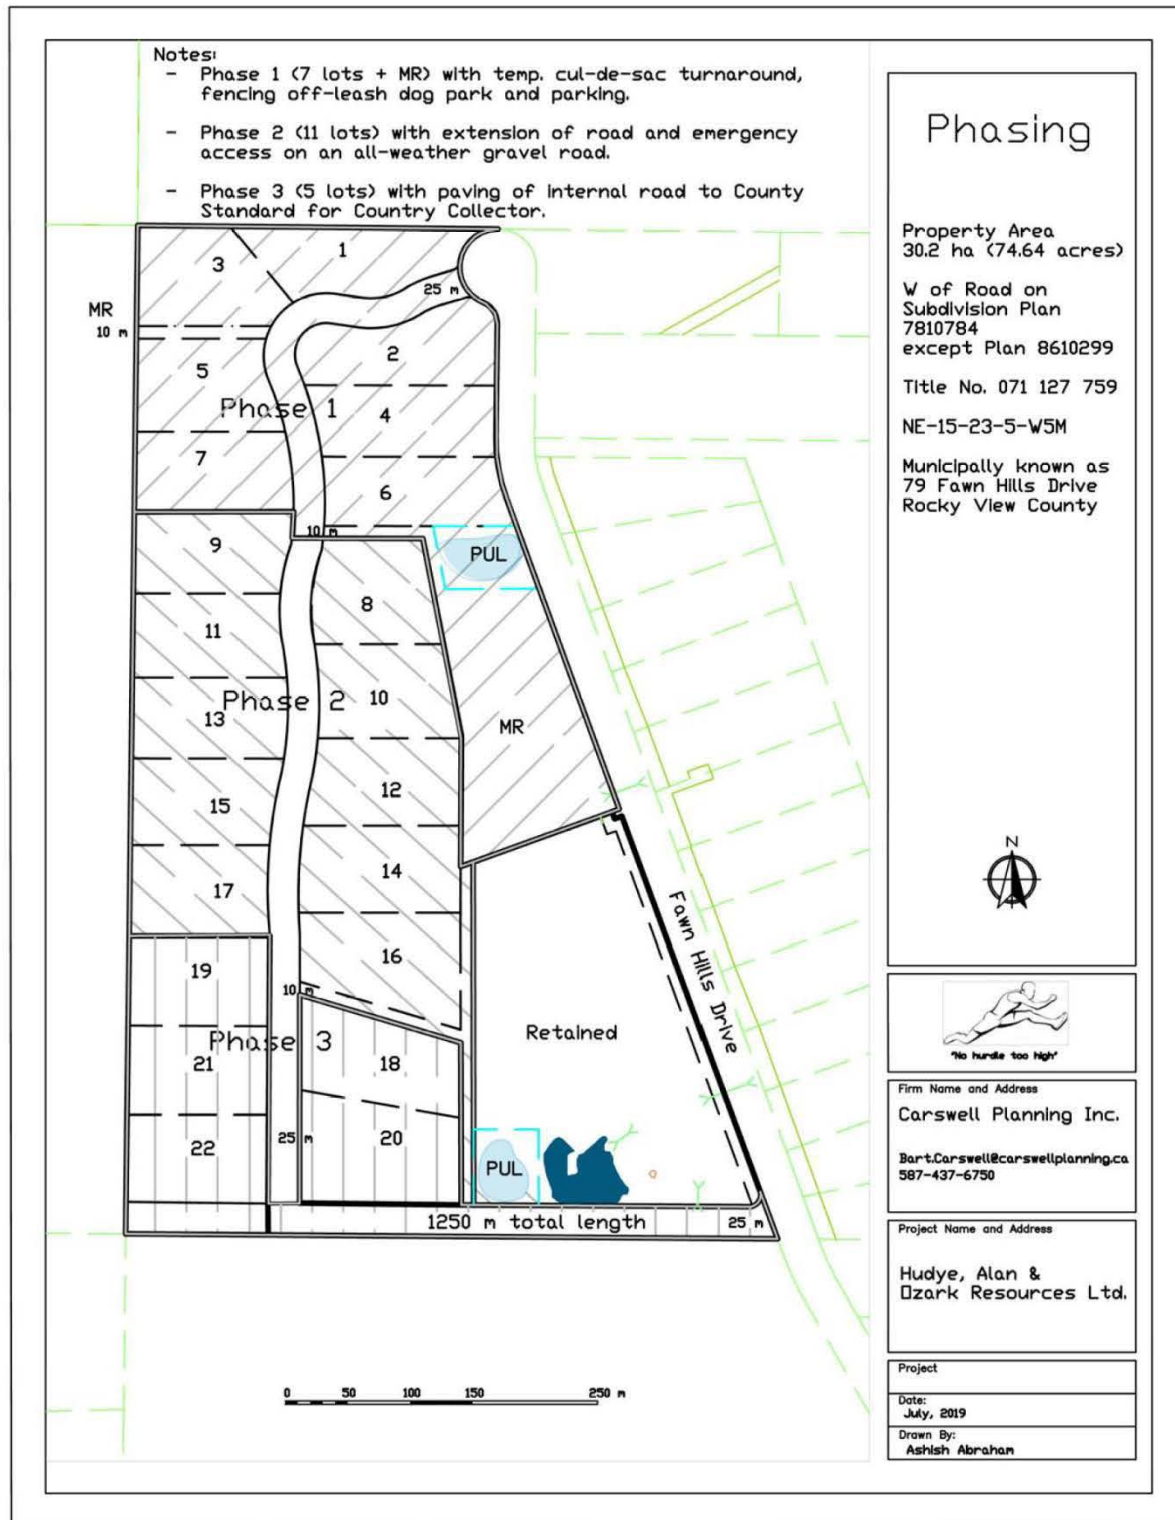 Notes:
- Phase 1 (7 lots + MR) with temp. cul-de-sac turnaround,
fencing off-leash dog park and parking.
- Phase 2 (11 lots) with extension of road and emergency
access on an all-weather gravel road.
- Phase 3 (5 lots) with paving of internal road to County
Standard for Country Collector.
1
3
25 m
MR
10 m
2
5
Phase 1
4
7
6
10 m
9
PUL
8
11
Phase 2
10
13
MR
12
15
14
17
16
Fawn Hills Drive
19
10 m
Retained
Phase 3
21
18
25 m
20
22
PUL
1250 m total length
25 m
0 50 100 150 250 m
Phasing
Property Area
30.2 ha (74.64 acres)
W of Road on
Subdivision Plan
7810784
except Plan 8610299
Title No. 071 127 759
NE-15-23-5-W5M
Municipally known as
79 Fawn Hills Drive
Rocky View County
N
"No hurdle too high"
Firm Name and Address
Carswell Planning Inc.
Bart.Carswell@carswellplanning.ca
587-437-6750
Project Name and Address
Hudye, Alan &
Ozark Resources Ltd.
Project
Date:
July, 2019
Drawn By:
Ashish Abraham